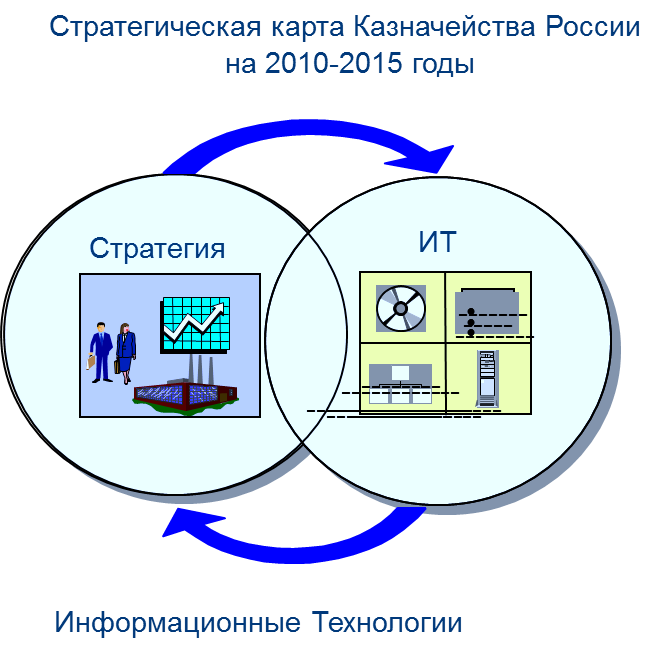 Стратегическая карта Казначейства России
на 2010-2015 годы
Стратегия
ИТ
Информационные Технологии